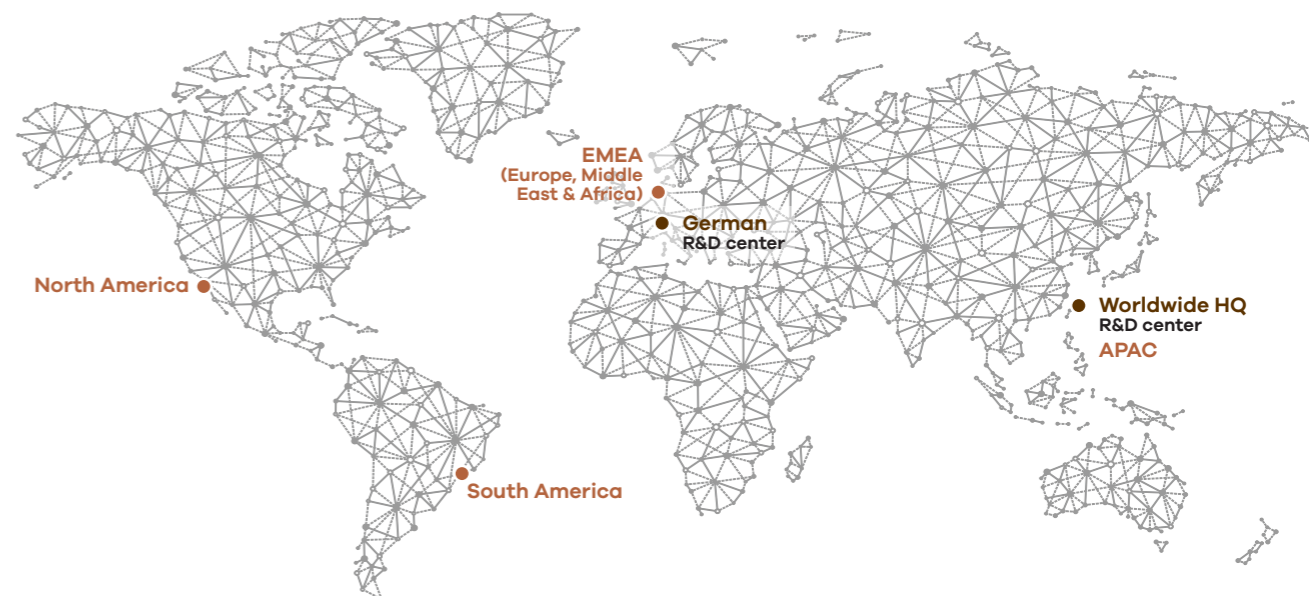 EMEA
(Europe, Middle
East & Africa)
German
R&D center
North America
Worldwide HQ
R&D center
APAC
South America